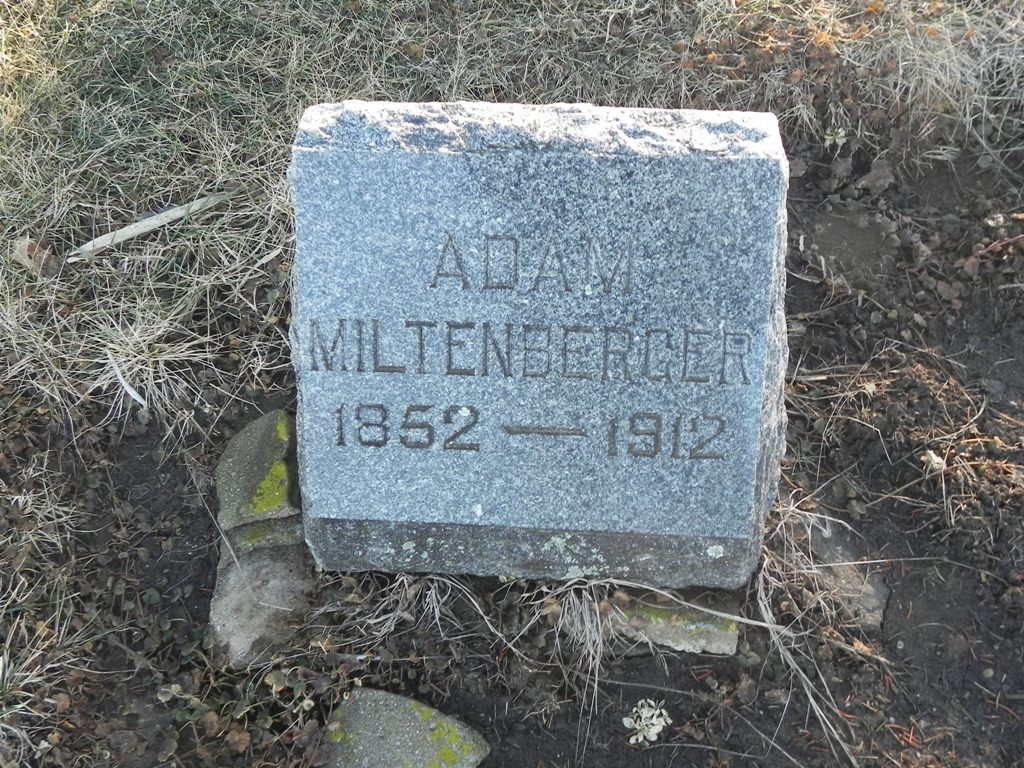 ADAM
MILTENBERGER
1852 — 1912